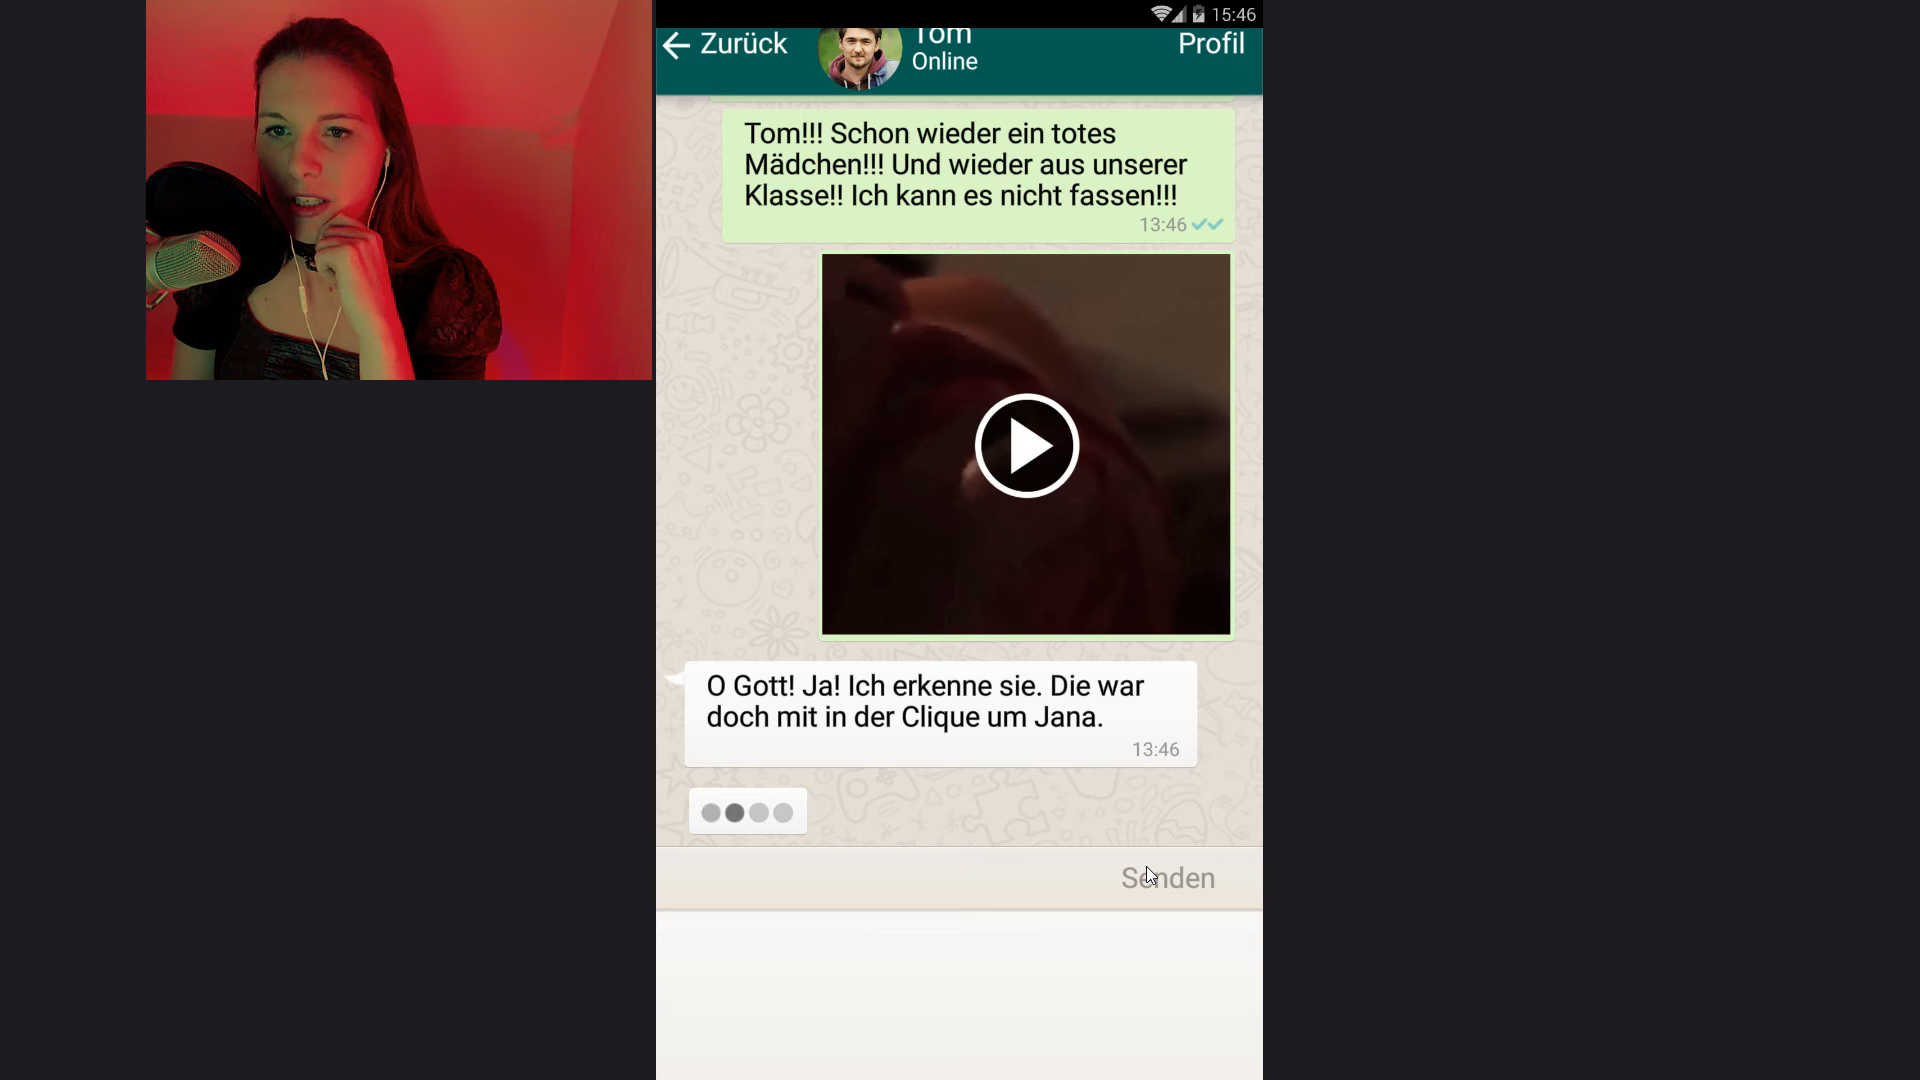 15:46
Zurück
Tom
Online
Profil
Tom!!! Schon wieder ein totes
Mädchen!!! Und wieder aus unserer
Klasse!! Ich kann es nicht fassen!!!
13:46
O Gott! Ja! Ich erkenne sie. Die war
doch mit in der Clique um Jana.
13:46
Senden